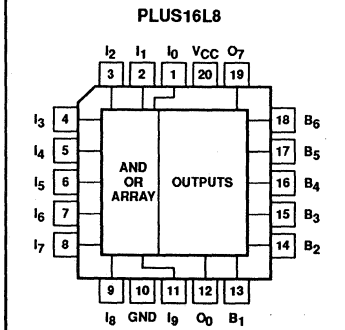 PLUS16L8
I2 I1 I0 VCC O7
3 2 1 20 19
I3 4 18 B6
I4 5 17 B5
I5 6 16 B4
I6 7 15 B3
I7 8 14 B2
AND
OR
ARRAY
OUTPUTS
9 10 11 12 13
I8 GND I9 O0 B1